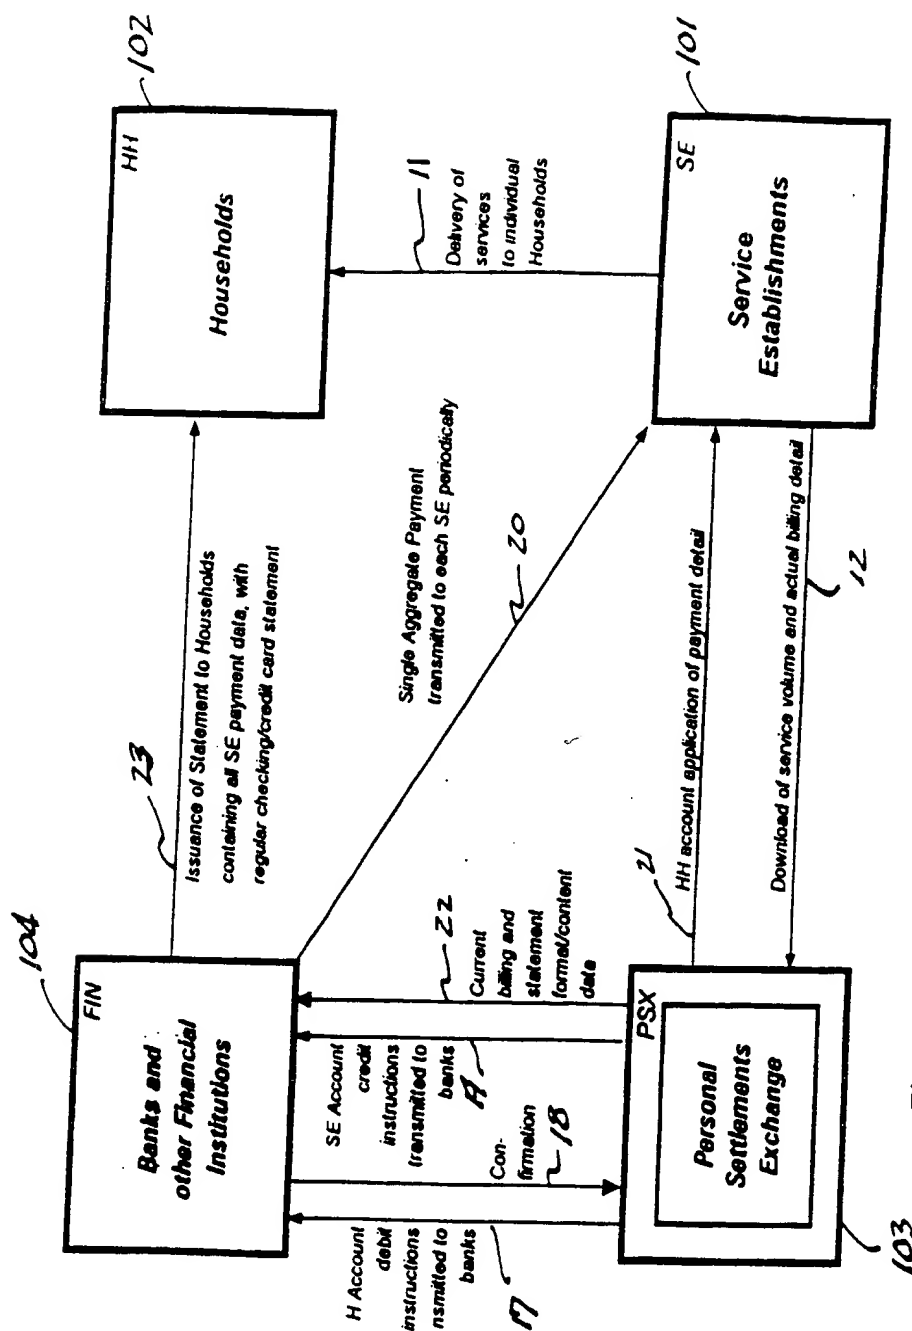 104
FIN
Banks and
other Financial
Institutions
23
Issuance of Statement to Households
containing all SE payment data, with
regular checking/credit card statement
102
HH
Households
H Account
debit
instructions
nsmitted to
banks
17
Con-
firmation
18
SE Account
credit
instructions
transmitted to
banks
22
Current
billing and
statement
format/content
date
Single Aggregate Payment
transmitted to each SE periodically
20
11
Delivery of
services
to individual
Households
PSX
Personal
Settlements
Exchange
103
21
HH account application of payment detail
Download of service volume and actual billing detail
12
101
SE
Service
Establishments